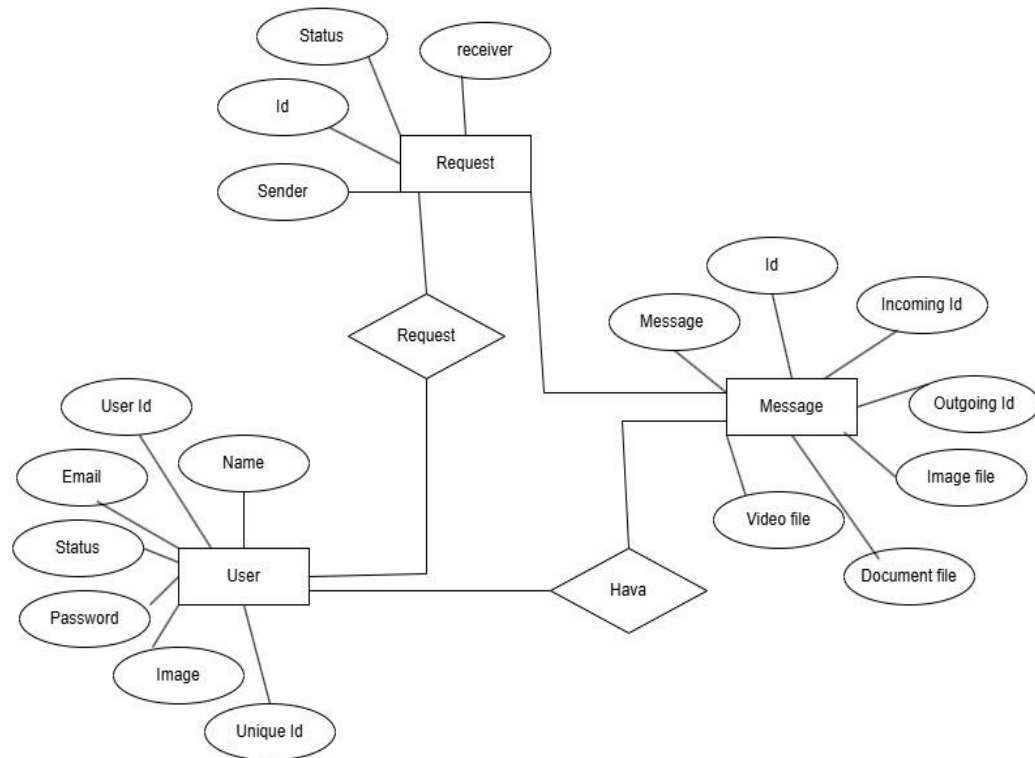 Status
receiver
Id
Request
Sender
Id
Incoming Id
Message
Request
Message
Outgoing Id
User Id
Name
Email
Image file
Video file
Status
User
Hava
Document file
Password
Image
Unique Id